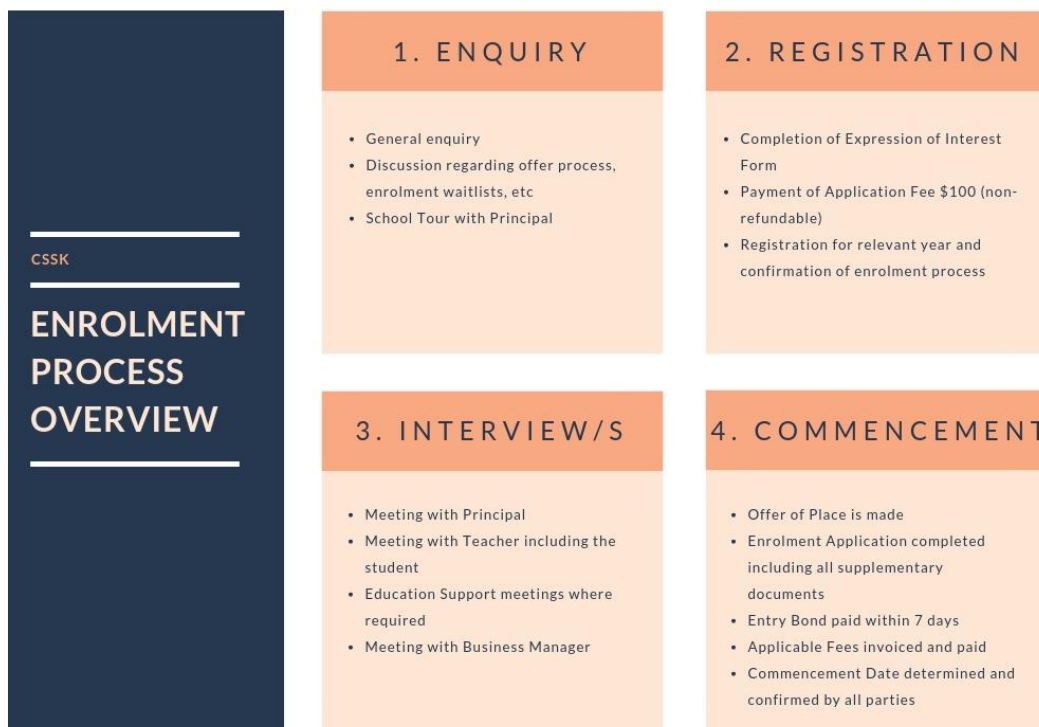 CSSK
ENROLMENT
PROCESS
OVERVIEW
1. ENQUIRY
• General enquiry
• Discussion regarding offer process,
enrolment waitlists, etc
• School Tour with Principal
2. REGISTRATION
• Completion of Expression of Interest
Form
• Payment of Application Fee $100 (non-
refundable)
• Registration for relevant year and
confirmation of enrolment process
3. INTERVIEW/S
• Meeting with Principal
• Meeting with Teacher including the
student
• Education Support meetings where
required
• Meeting with Business Manager
4. COMMENCEMENT
• Offer of Place is made
• Enrolment Application completed
including all supplementary
documents
• Entry Bond paid within 7 days
• Applicable Fees invoiced and paid
• Commencement Date determined and
confirmed by all parties